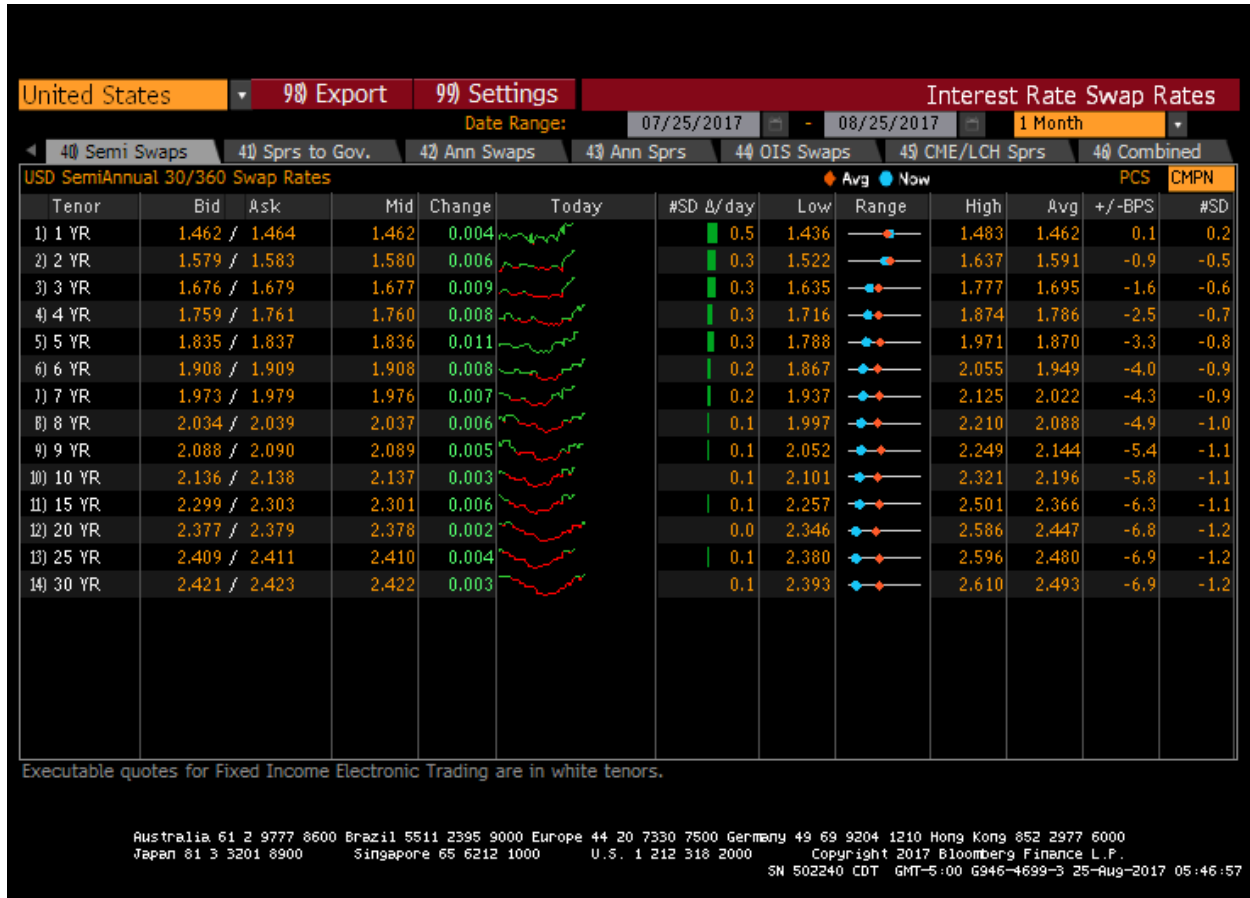 United States 98) Export 99) Settings Interest Rate Swap Rates
Date Range: 07/25/2017 - 08/25/2017 1 Month
40) Semi Swaps 41) Sprs to Gov. 42) Ann Swaps 43) Ann Sprs 44) OIS Swaps 45) CME/LCH Sprs 46) Combined
USD SemiAnnual 30/360 Swap Rates Avg Now PCS CMPN
Tenor Bid Ask Mid Change Today #SD Δ/day Low Range High Avg +/-BPS #SD
1) 1 YR 1.462 / 1.464 1.462 0.004 0.5 1.436 1.483 1.462 0.1 0.2
2) 2 YR 1.579 / 1.583 1.580 0.006 0.3 1.522 1.637 1.591 -0.9 -0.5
3) 3 YR 1.676 / 1.679 1.677 0.009 0.3 1.635 1.777 1.695 -1.6 -0.6
4) 4 YR 1.759 / 1.761 1.760 0.008 0.3 1.716 1.874 1.786 -2.5 -0.7
5) 5 YR 1.835 / 1.837 1.836 0.011 0.3 1.788 1.971 1.870 -3.3 -0.8
6) 6 YR 1.908 / 1.909 1.908 0.008 0.2 1.867 2.055 1.949 -4.0 -0.9
7) 7 YR 1.973 / 1.979 1.976 0.007 0.2 1.937 2.125 2.022 -4.3 -0.9
8) 8 YR 2.034 / 2.039 2.037 0.006 0.1 1.997 2.210 2.088 -4.9 -1.0
9) 9 YR 2.088 / 2.090 2.089 0.005 0.1 2.052 2.249 2.144 -5.4 -1.1
10) 10 YR 2.136 / 2.138 2.137 0.003 0.1 2.101 2.321 2.196 -5.8 -1.1
11) 15 YR 2.299 / 2.303 2.301 0.006 0.1 2.257 2.501 2.366 -6.3 -1.1
12) 20 YR 2.377 / 2.379 2.378 0.002 0.0 2.346 2.586 2.447 -6.8 -1.2
13) 25 YR 2.409 / 2.411 2.410 0.004 0.1 2.380 2.596 2.480 -6.9 -1.2
14) 30 YR 2.421 / 2.423 2.422 0.003 0.1 2.393 2.610 2.493 -6.9 -1.2
Executable quotes for Fixed Income Electronic Trading are in white tenors.
Australia 61 2 9777 8600 Brazil 5511 2395 9000 Europe 44 20 7330 7500 Germany 49 69 9204 1210 Hong Kong 852 2977 6000
Japan 81 3 3201 8900 Singapore 65 6212 1000 U.S. 1 212 318 2000 Copyright 2017 Bloomberg Finance L.P.
SN 502240 CDT GMT-5:00 G946-4699-3 25-Aug-2017 05:46:57